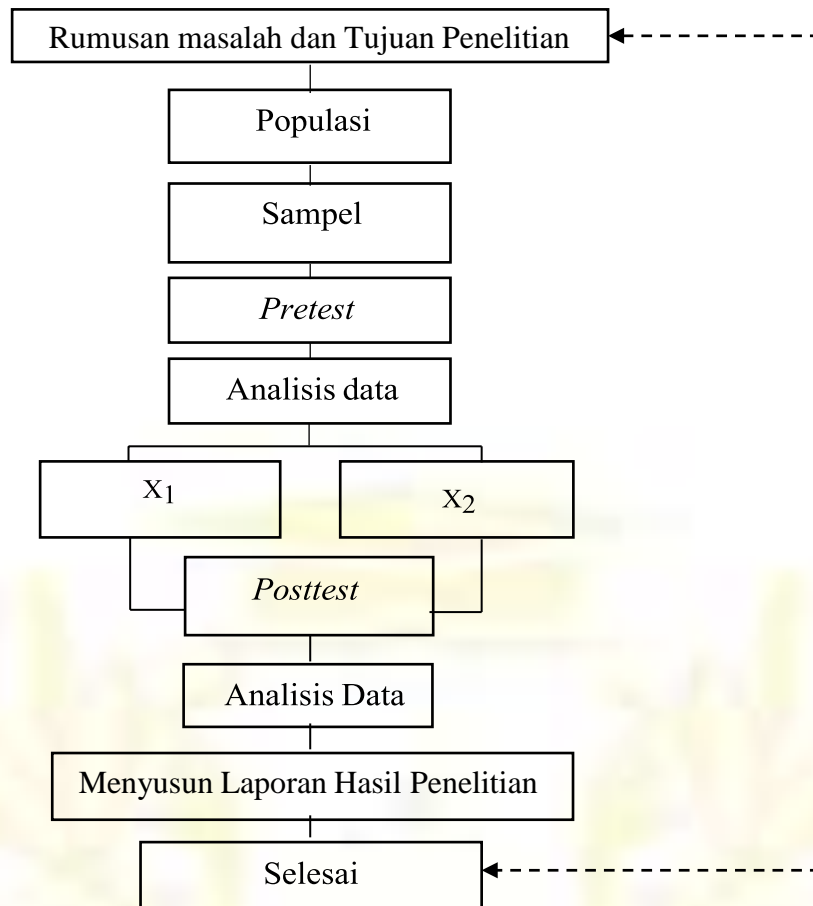 Rumusan masalah dan Tujuan Penelitian
Populasi
Sampel
Pretest
Analisis data
X1
X2
Posttest
Analisis Data
Menyusun Laporan Hasil Penelitian
Selesai